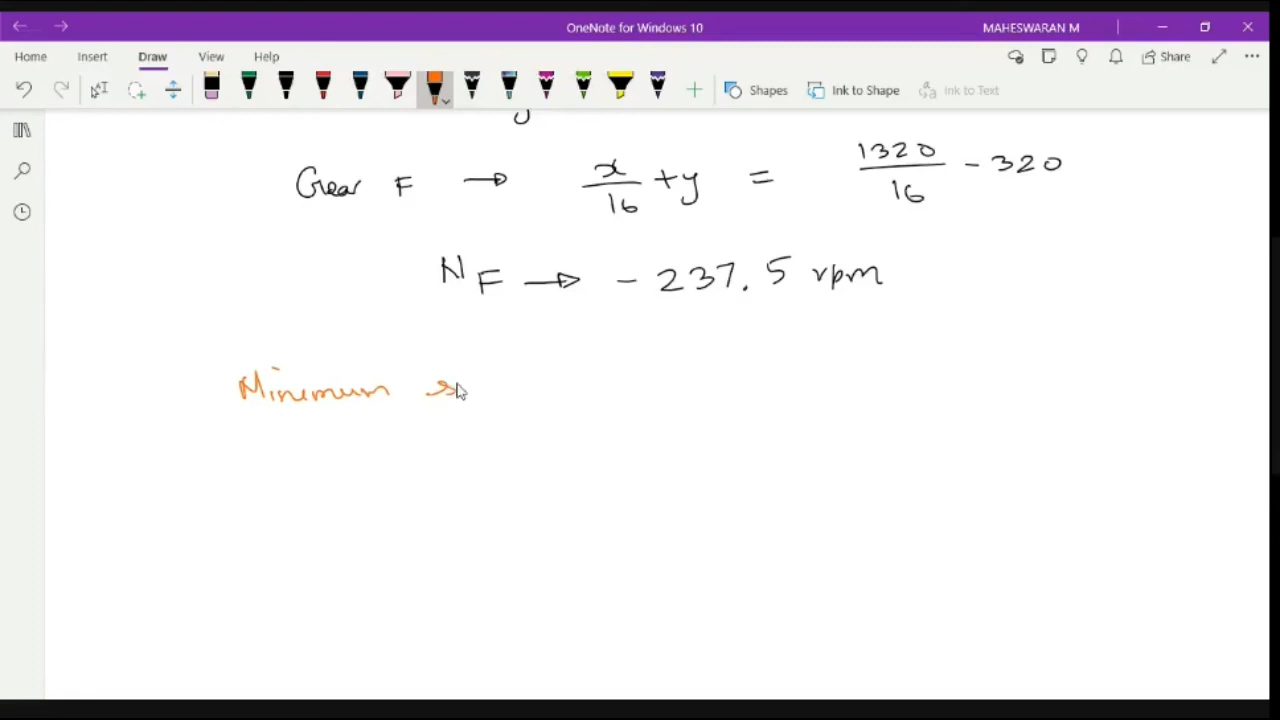 OneNote for Windows 10
MAHESWARAN M
Home Insert Draw View Help
Share
Shapes
Ink to Shape
Ink to Text
Gear F → x/16 + y = 1320/16 - 320
N_F → - 237.5 rpm
Minimum